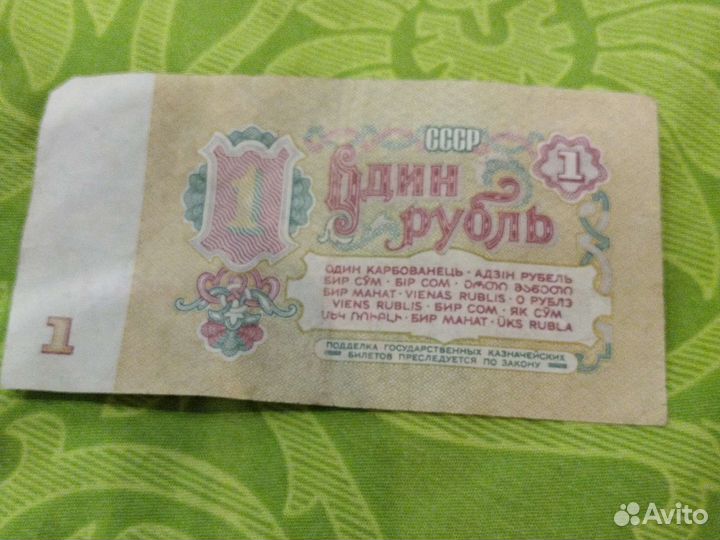 СССР
1
1
Один
рубль
ОДИН КАРБОВАНЕЦЬ · АДЗІН РУБЕЛЬ
БИР СЎМ · БІР СОМ · ᲔᲠᲗᲘ ᲛᲐᲜᲔᲗᲘ
БИР МАНАТ · VIENAS RUBLIS · О РУБЛЭ
VIENS RUBLIS · БИР СОМ · ЯК СЎМ
ՄԵԿ ՌՈՒԲԼԻ · БИР МАНАТ · ÜKS RUBLA
ПОДДЕЛКА ГОСУДАРСТВЕННЫХ КАЗНАЧЕЙСКИХ
БИЛЕТОВ ПРЕСЛЕДУЕТСЯ ПО ЗАКОНУ
1
Avito